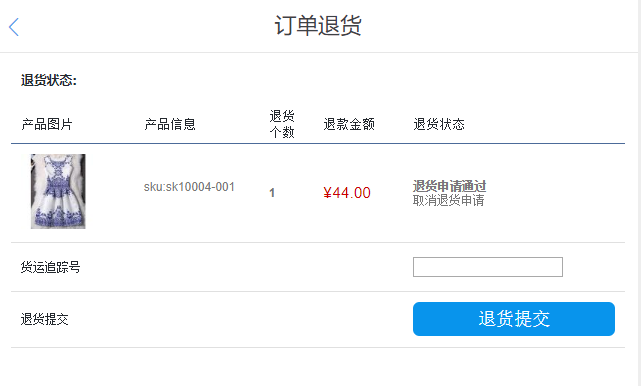 订单退货
退货状态:
产品图片 产品信息 退货个数 退款金额 退货状态
sku:sk10004-001 1 ¥44.00 退货申请通过
取消退货申请
货运追踪号
退货提交 退货提交